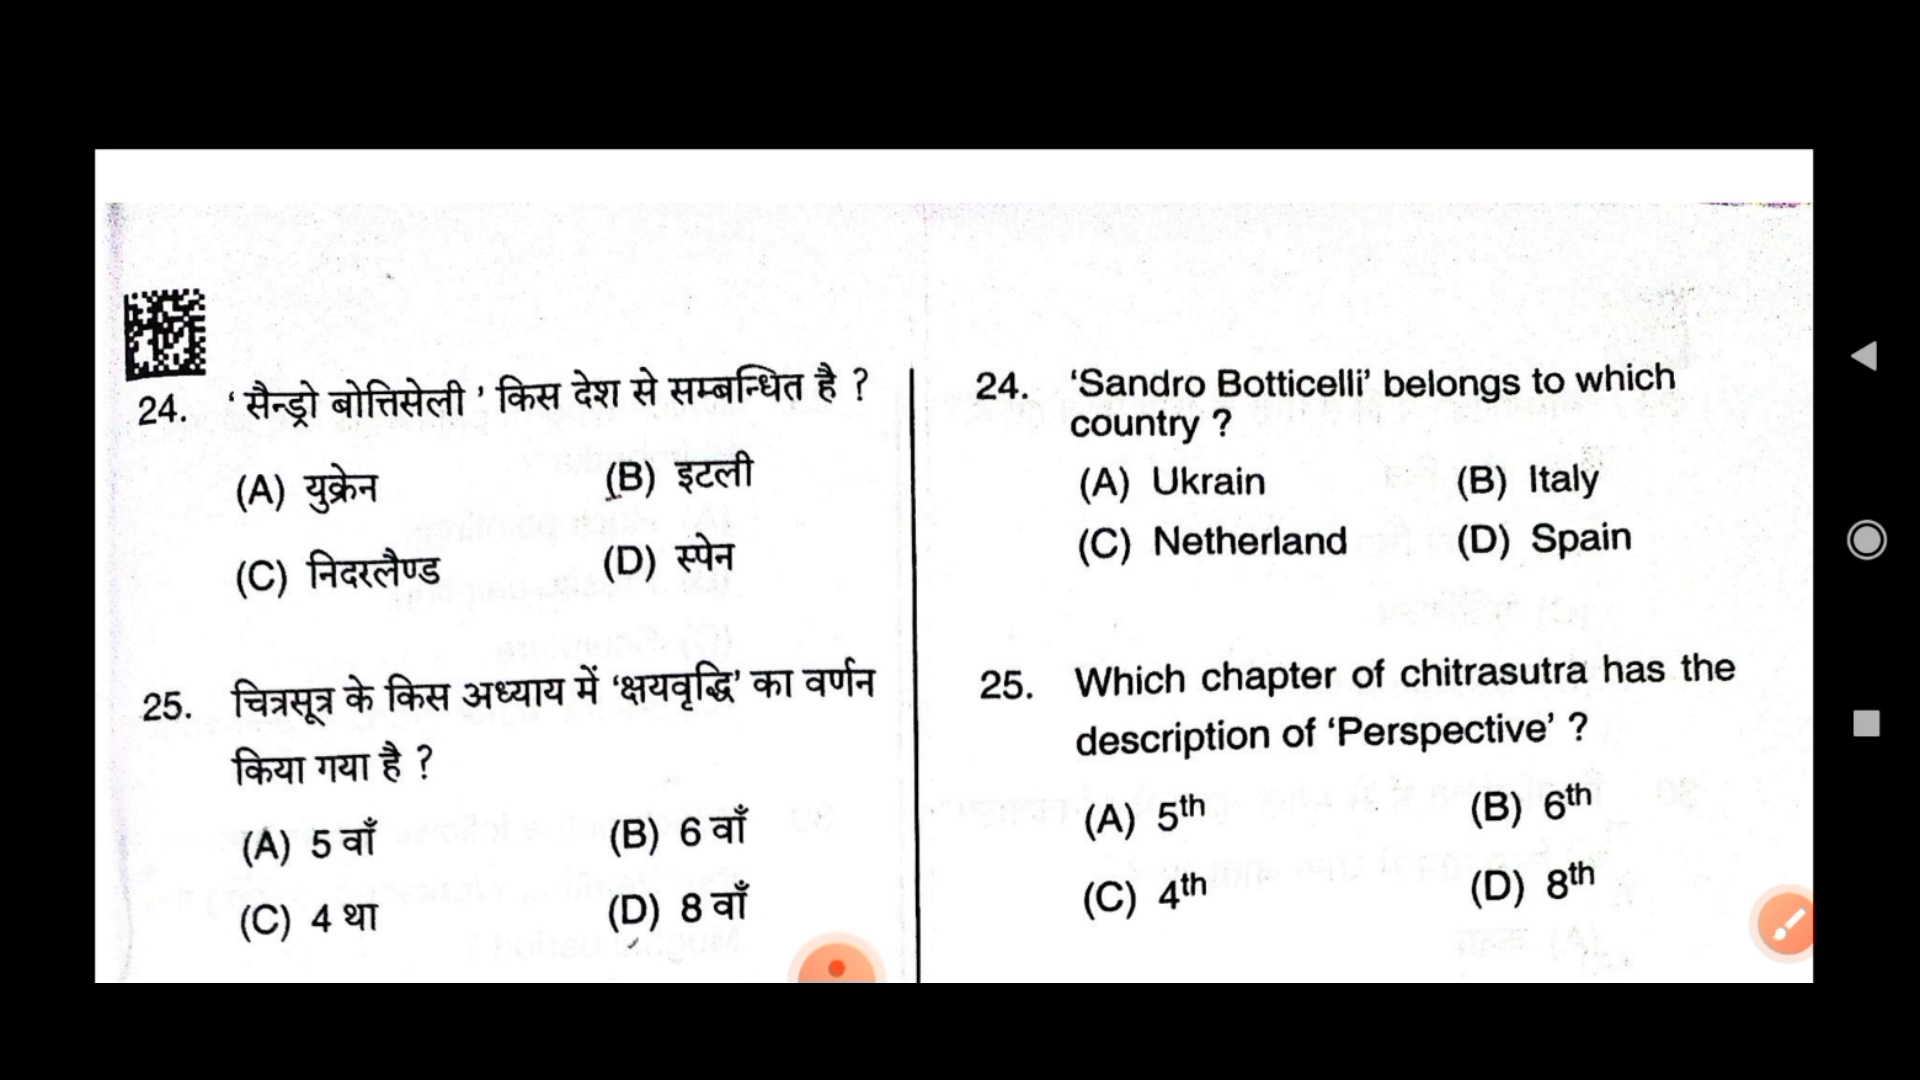 24. ‘ सैन्ड्रो बोत्तिसेली ’ किस देश से सम्बन्धित है ?
(A) युक्रेन (B) इटली
(C) निदरलैण्ड (D) स्पेन
25. चित्रसूत्र के किस अध्याय में ‘क्षयवृद्धि’ का वर्णन
किया गया है ?
(A) 5 वाँ (B) 6 वाँ
(C) 4 था (D) 8 वाँ
24. ‘Sandro Botticelli’ belongs to which
country ?
(A) Ukrain (B) Italy
(C) Netherland (D) Spain
25. Which chapter of chitrasutra has the
description of ‘Perspective’ ?
(A) 5th (B) 6th
(C) 4th (D) 8th